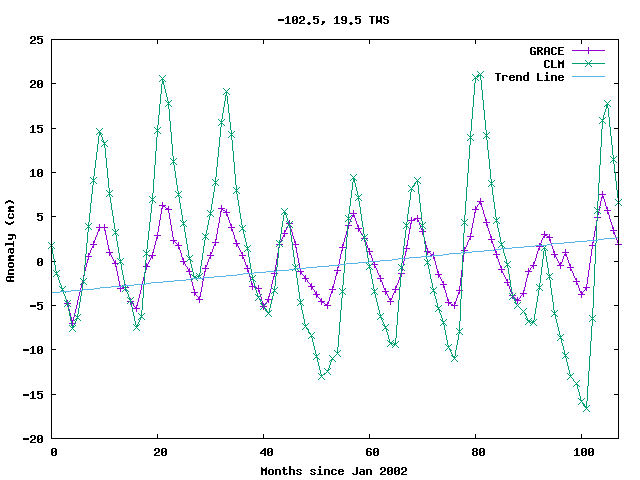 -102.5, 19.5 TWS
GRACE
CLM
Trend Line
25
20
15
10
5
0
-5
-10
-15
-20
Anomaly (cm)
0 20 40 60 80 100
Months since Jan 2002